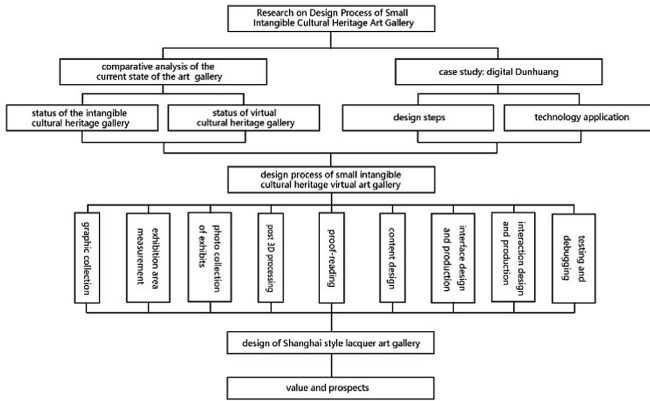 Research on Design Process of Small
Intangible Cultural Heritage Art Gallery
comparative analysis of the
current state of the art gallery
case study: digital Dunhuang
status of the intangible
cultural heritage gallery
status of virtual
cultural heritage gallery
design steps
technology application
design process of small intangible
cultural heritage virtual art gallery
graphic collection
exhibition area
measurement
photo collection
of exhibits
post 3D processing
proof-reading
content design
interface design
and production
interaction design
and production
testing and
debugging
design of Shanghai style lacquer art gallery
value and prospects